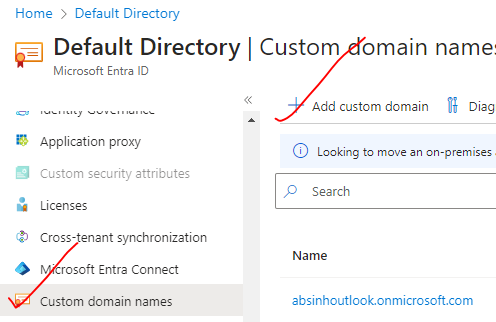 Home > Default Directory
Default Directory | Custom domain names
Microsoft Entra ID
«
Identity Governance
Application proxy
Custom security attributes
Licenses
Cross-tenant synchronization
Microsoft Entra Connect
Custom domain names
+ Add custom domain Diag
Looking to move an on-premises a
Search
Name
absinhoutlook.onmicrosoft.com